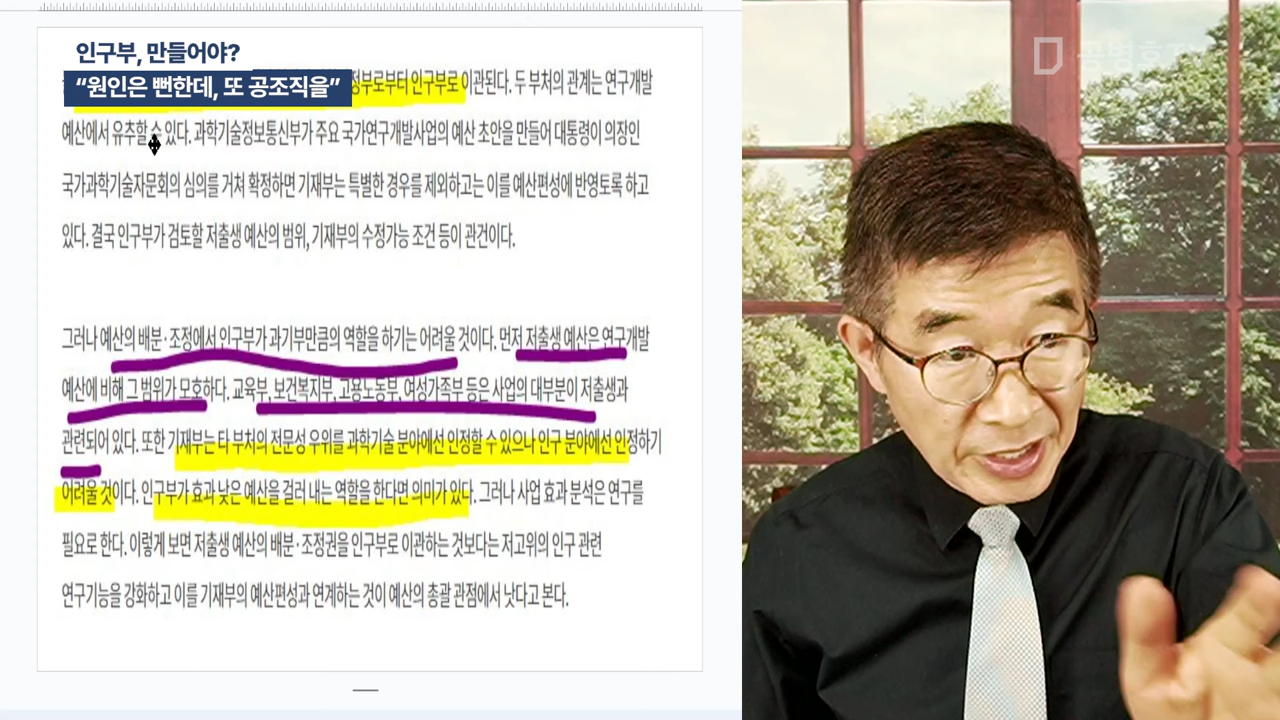 인구부, 만들어야?
“원인은 뻔한데, 또 공조직을”
정부로부터 인구부로 이관된다. 두 부처의 관계는 연구개발
예산에서 유추할 수 있다. 과학기술정보통신부가 주요 국가연구개발사업의 예산 초안을 만들어 대통령이 의장인
국가과학기술자문회의 심의를 거쳐 확정하면 기재부는 특별한 경우를 제외하고는 이를 예산편성에 반영토록 하고
있다. 결국 인구부가 검토할 저출생 예산의 범위, 기재부의 수정가능 조건 등이 관건이다.
그러나 예산의 배분·조정에서 인구부가 과기부만큼의 역할을 하기는 어려울 것이다. 먼저 저출생 예산은 연구개발
예산에 비해 그 범위가 모호하다. 교육부, 보건복지부, 고용노동부, 여성가족부 등은 사업의 대부분이 저출생과
관련되어 있다. 또한 기재부는 타 부처의 전문성 우위를 과학기술 분야에선 인정할 수 있으나 인구 분야에선 인정하기
어려울 것이다. 인구부가 효과 낮은 예산을 걸러 내는 역할을 한다면 의미가 있다. 그러나 사업 효과 분석은 연구를
필요로 한다. 이렇게 보면 저출생 예산의 배분·조정권을 인구부로 이관하는 것보다는 저고위의 인구 관련
연구기능을 강화하고 이를 기재부의 예산편성과 연계하는 것이 예산의 총괄 관점에서 낫다고 본다.
공병호TV